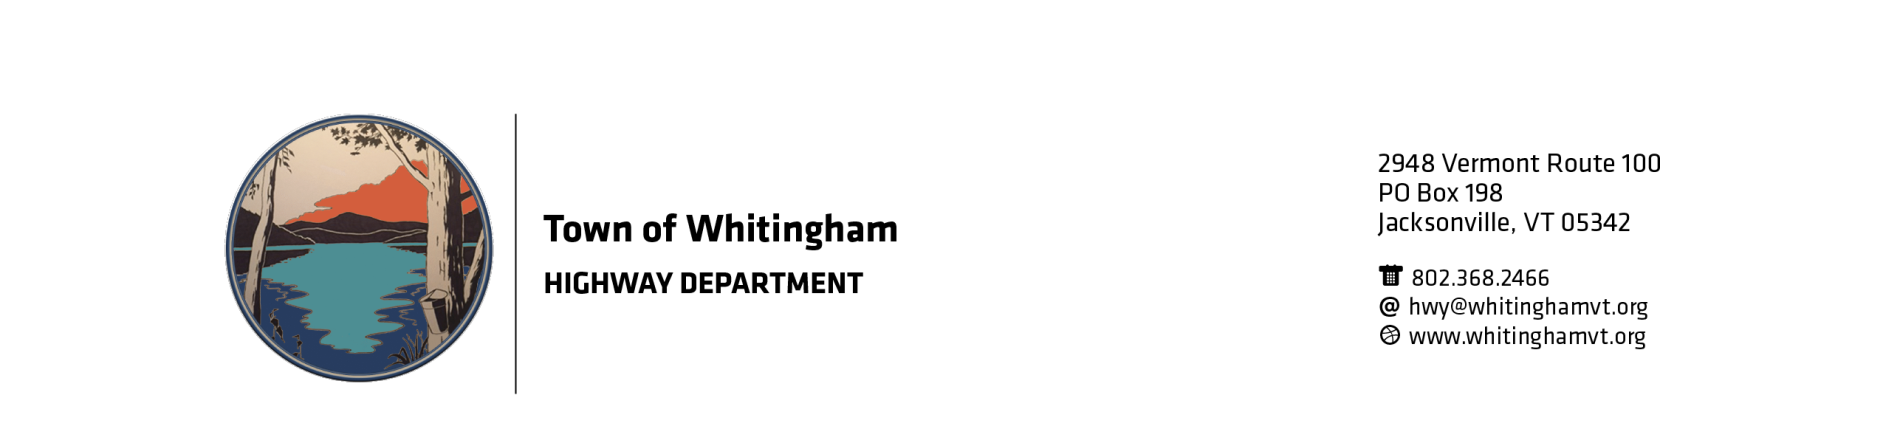 Town of Whitingham
HIGHWAY DEPARTMENT
2948 Vermont Route 100
PO Box 198
Jacksonville, VT 05342
802.368.2466
@ hwy@whitinghamvt.org
www.whitinghamvt.org